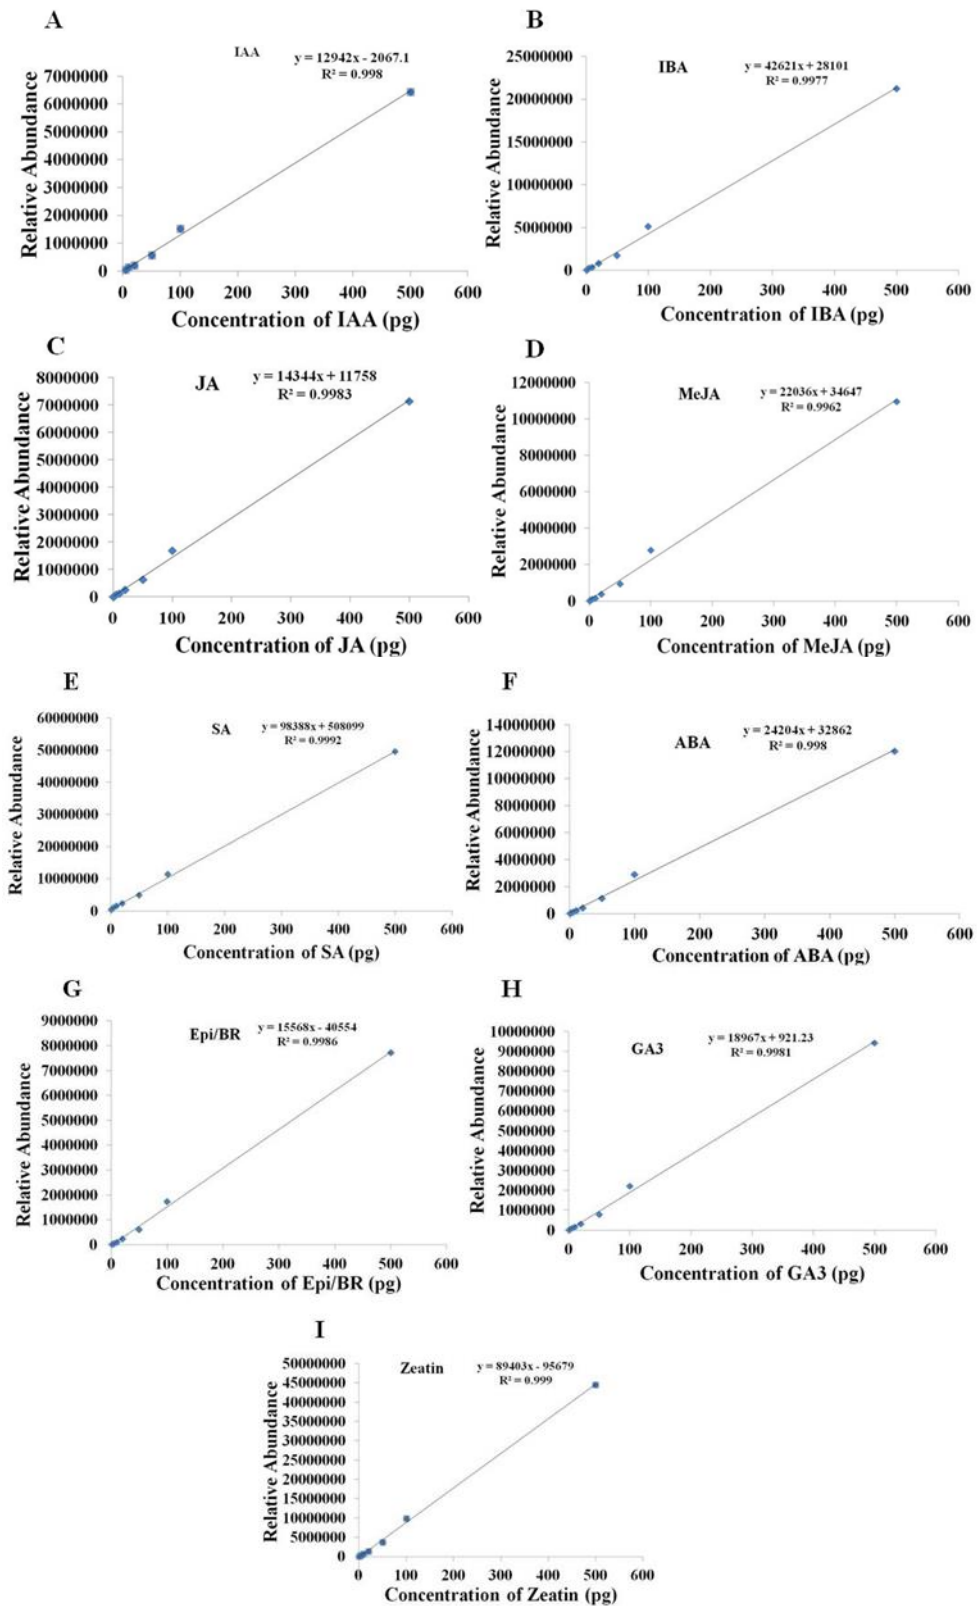 A
IAA
y = 12942x - 2067.1
R² = 0.998
7000000
6000000
5000000
4000000
3000000
2000000
1000000
0
Relative Abundance
0 100 200 300 400 500 600
Concentration of IAA (pg)
B
IBA
y = 42621x + 28101
R² = 0.9977
25000000
20000000
15000000
10000000
5000000
0
Relative Abundance
0 100 200 300 400 500 600
Concentration of IBA (pg)
C
JA
y = 14344x + 11758
R² = 0.9983
8000000
7000000
6000000
5000000
4000000
3000000
2000000
1000000
0
Relative Abundance
0 100 200 300 400 500 600
Concentration of JA (pg)
D
MeJA
y = 22036x + 34647
R² = 0.9962
12000000
10000000
8000000
6000000
4000000
2000000
0
Relative Abundance
0 100 200 300 400 500 600
Concentration of MeJA (pg)
E
SA
y = 98388x + 508099
R² = 0.9992
60000000
50000000
40000000
30000000
20000000
10000000
0
Relative Abundance
0 100 200 300 400 500 600
Concentration of SA (pg)
F
ABA
y = 24204x + 32862
R² = 0.998
14000000
12000000
10000000
8000000
6000000
4000000
2000000
0
Relative Abundance
0 100 200 300 400 500 600
Concentration of ABA (pg)
G
Epi/BR
y = 15568x - 40554
R² = 0.9986
9000000
8000000
7000000
6000000
5000000
4000000
3000000
2000000
1000000
0
Relative Abundance
0 100 200 300 400 500 600
Concentration of Epi/BR (pg)
H
GA3
y = 18967x + 921.23
R² = 0.9981
10000000
9000000
8000000
7000000
6000000
5000000
4000000
3000000
2000000
1000000
0
Relative Abundance
0 100 200 300 400 500 600
Concentration of GA3 (pg)
I
Zeatin
y = 89403x - 95679
R² = 0.999
50000000
45000000
40000000
35000000
30000000
25000000
20000000
15000000
10000000
5000000
0
Relative Abundance
0 100 200 300 400 500 600
Concentration of Zeatin (pg)